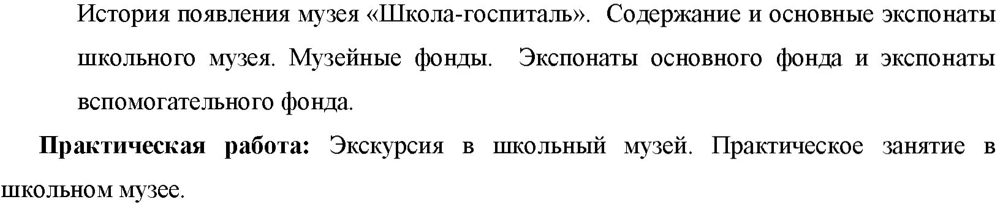 История появления музея «Школа-госпиталь».  Содержание и основные экспонаты
школьного музея. Музейные фонды.  Экспонаты основного фонда и экспонаты
вспомогательного фонда.
Практическая работа: Экскурсия в школьный музей. Практическое занятие в
школьном музее.